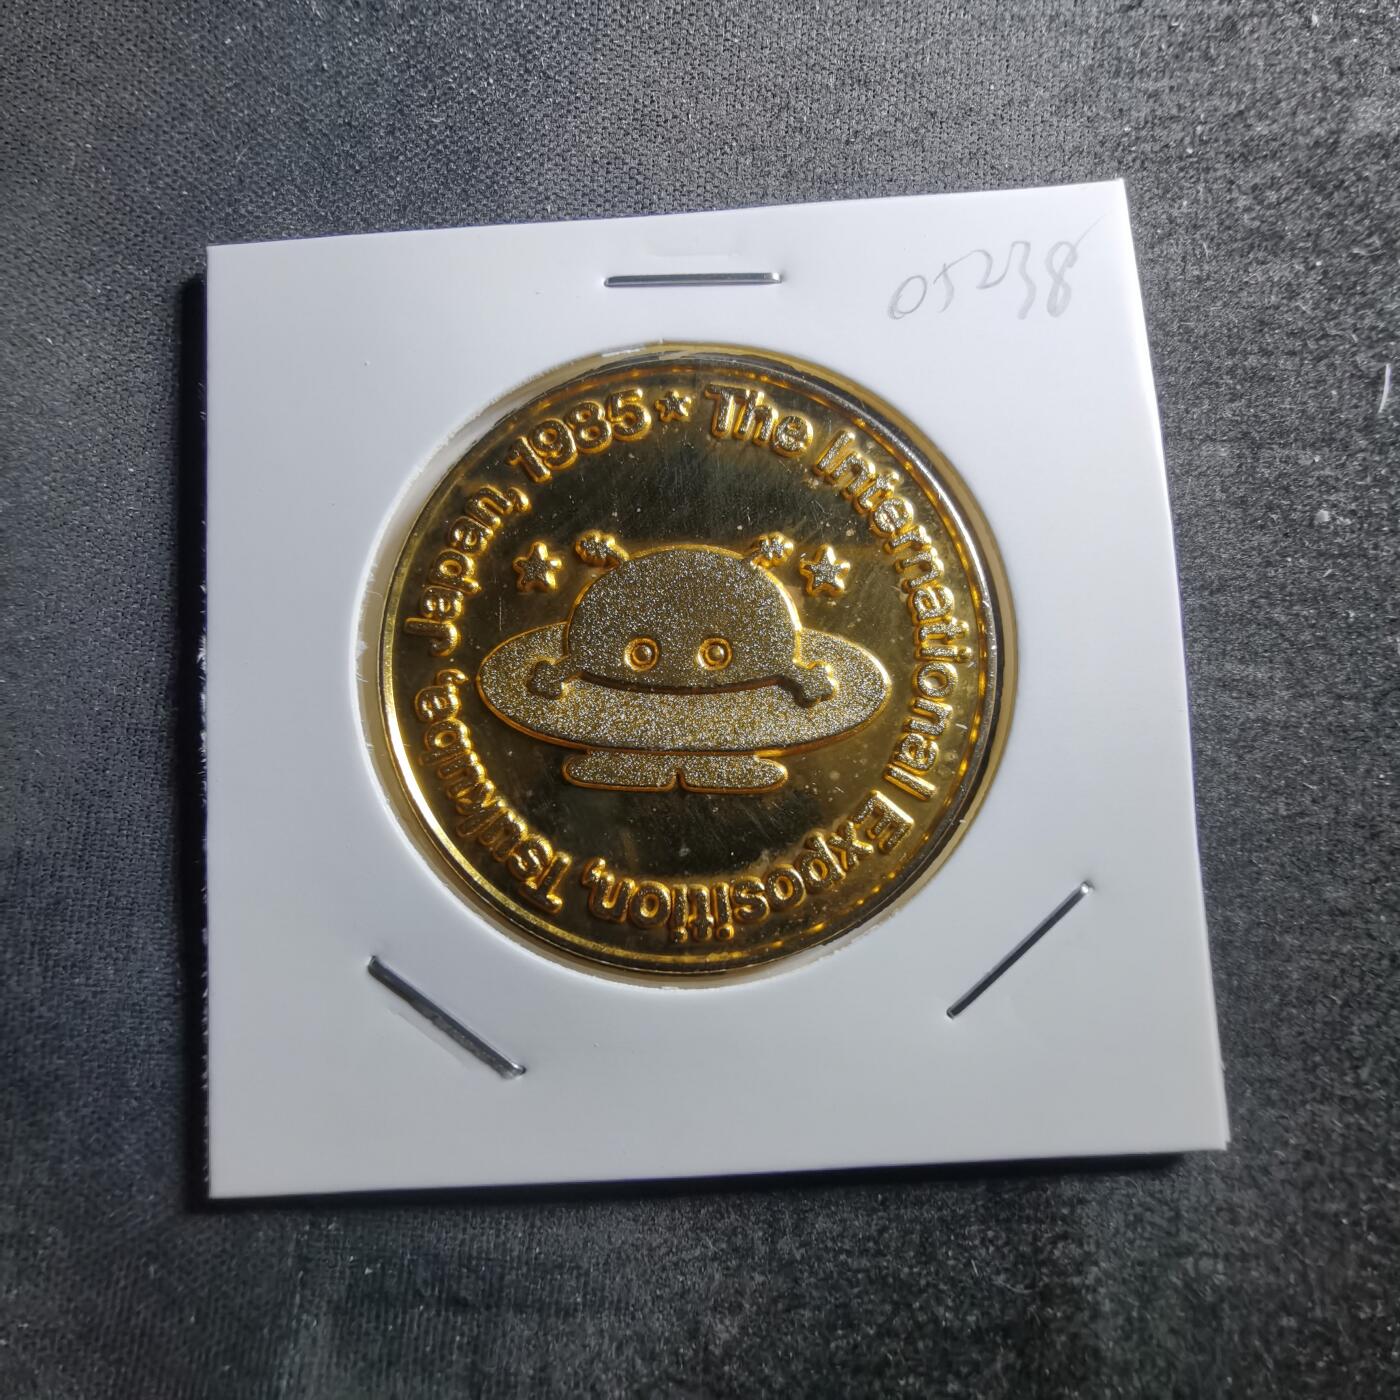 05238
The International Exposition, Tsukuba, Japan, 1985